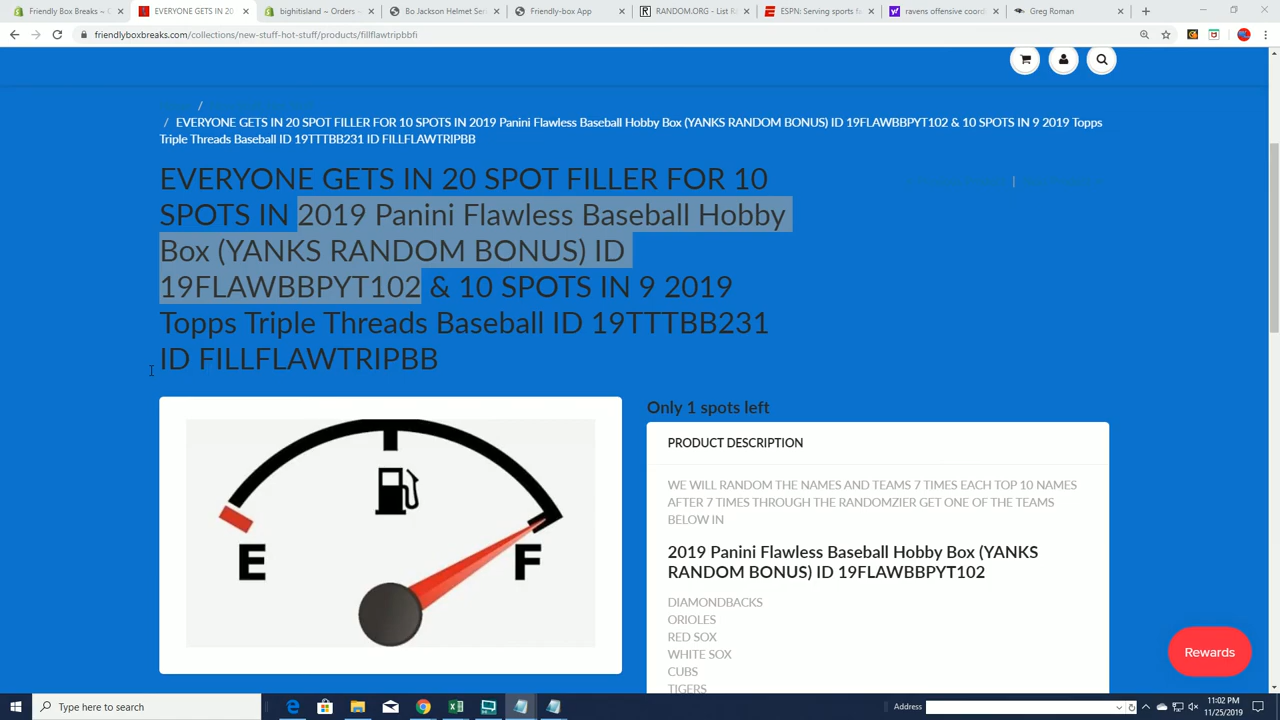 Friendly Box Breaks ~ C
EVERYONE GETS IN 20
bighitisland ~ Orders ~
Bo Jackson Helmet Seri
Friendly-box App
RANDOM.ORG - List Ra
ESPN: Serving sports fa
ravens offensive coord
Greg Roman
friendlyboxbreaks.com/collections/new-stuff-hot-stuff/products/fillflawtripbbfi
/
/ EVERYONE GETS IN 20 SPOT FILLER FOR 10 SPOTS IN 2019 Panini Flawless Baseball Hobby Box (YANKS RANDOM BONUS) ID 19FLAWBBPYT102 & 10 SPOTS IN 9 2019 Topps
Triple Threads Baseball ID 19TTTBB231 ID FILLFLAWTRIPBB
EVERYONE GETS IN 20 SPOT FILLER FOR 10
SPOTS IN 2019 Panini Flawless Baseball Hobby
Box (YANKS RANDOM BONUS) ID
19FLAWBBPYT102 & 10 SPOTS IN 9 2019
Topps Triple Threads Baseball ID 19TTTBB231
ID FILLFLAWTRIPBB
E
F
Only 1 spots left
PRODUCT DESCRIPTION
WE WILL RANDOM THE NAMES AND TEAMS 7 TIMES EACH TOP 10 NAMES
AFTER 7 TIMES THROUGH THE RANDOMZIER GET ONE OF THE TEAMS
BELOW IN
2019 Panini Flawless Baseball Hobby Box (YANKS
RANDOM BONUS) ID 19FLAWBBPYT102
DIAMONDBACKS
ORIOLES
RED SOX
WHITE SOX
CUBS
TIGERS
Rewards
Type here to search
Address
11:02 PM
11/25/2019